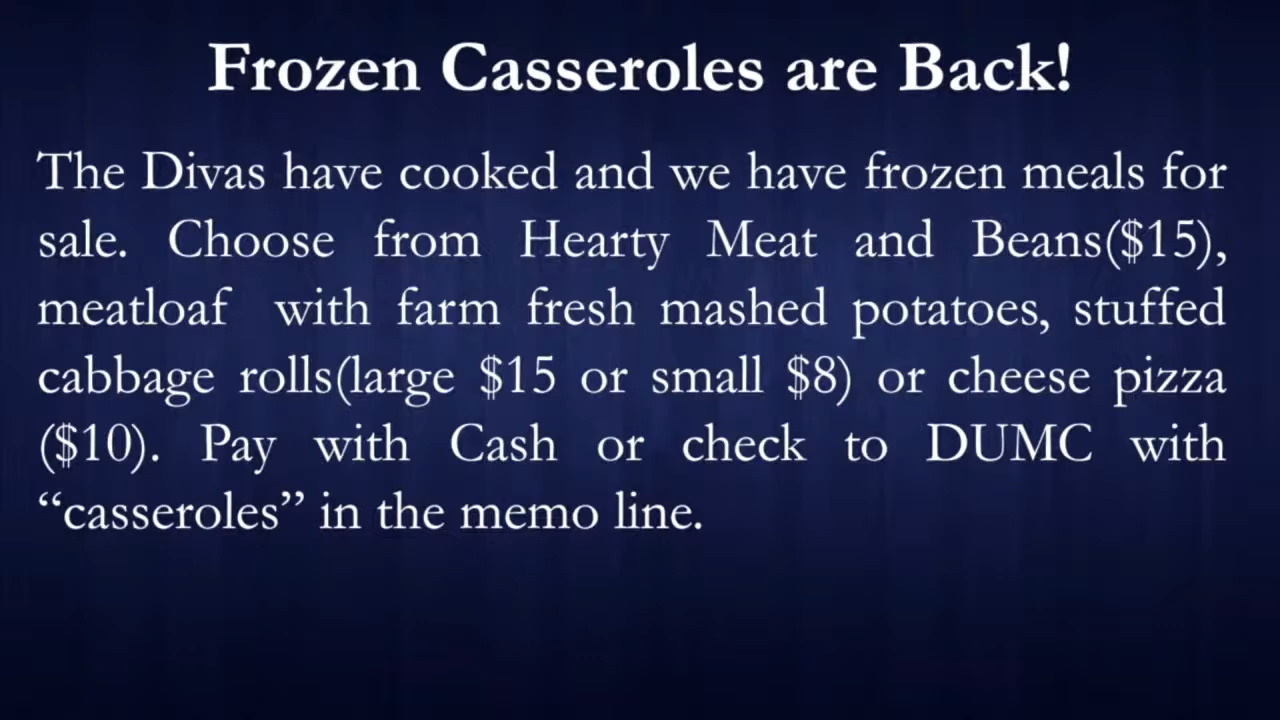 Frozen Casseroles are Back!
The Divas have cooked and we have frozen meals for
sale. Choose from Hearty Meat and Beans($15),
meatloaf with farm fresh mashed potatoes, stuffed
cabbage rolls(large $15 or small $8) or cheese pizza
($10). Pay with Cash or check to DUMC with
“casseroles” in the memo line.